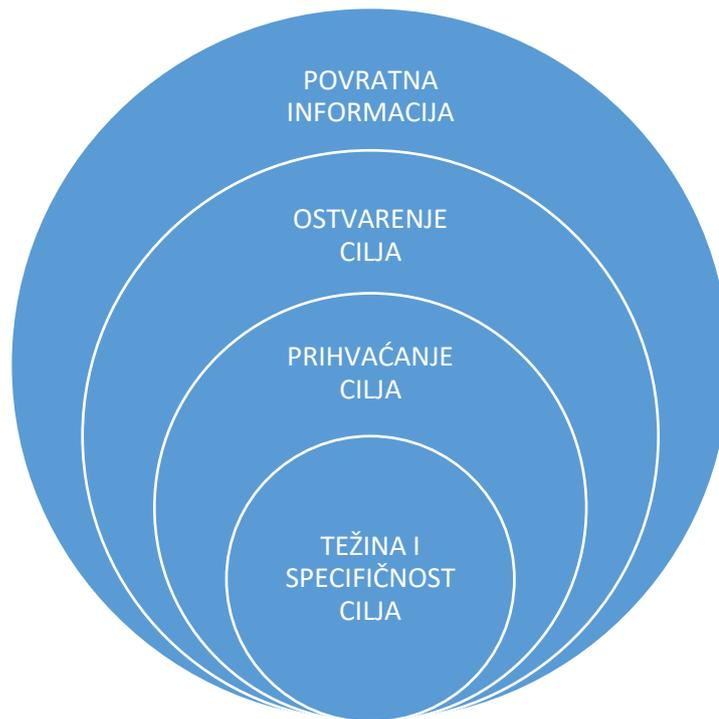 POVRATNA
INFORMACIJA
OSTVARENJE
CILJA
PRIHVAĆANJE
CILJA
TEŽINA I
SPECIFIČNOST
CILJA